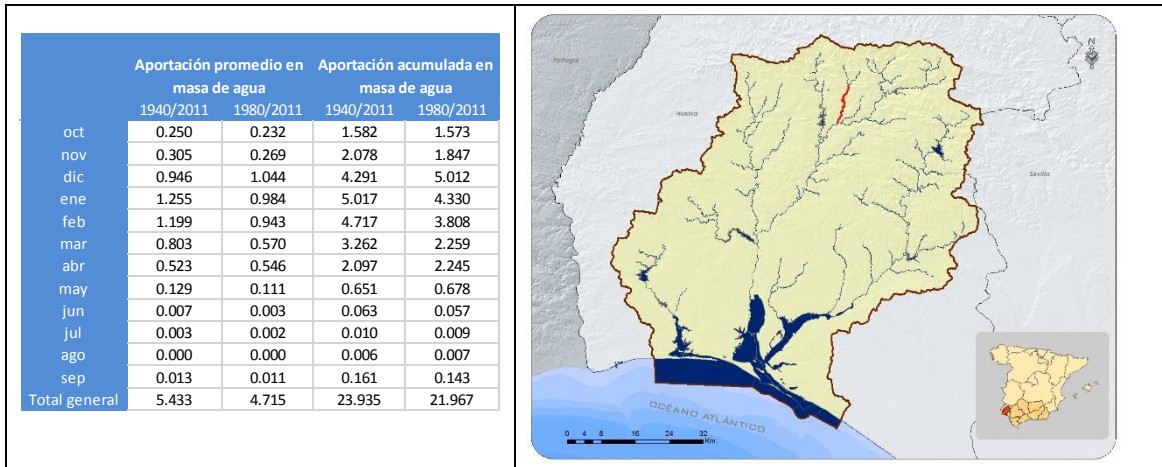 Aportación promedio en masa de agua Aportación acumulada en masa de agua
1940/2011 1980/2011 1940/2011 1980/2011
oct 0.250 0.232 1.582 1.573
nov 0.305 0.269 2.078 1.847
dic 0.946 1.044 4.291 5.012
ene 1.255 0.984 5.017 4.330
feb 1.199 0.943 4.717 3.808
mar 0.803 0.570 3.262 2.259
abr 0.523 0.546 2.097 2.245
may 0.129 0.111 0.651 0.678
jun 0.007 0.003 0.063 0.057
jul 0.003 0.002 0.010 0.009
ago 0.000 0.000 0.006 0.007
sep 0.013 0.011 0.161 0.143
Total general 5.433 4.715 23.935 21.967
N
Portugal
Huelva
Sevilla
OCÉANO ATLÁNTICO
0 4 8 16 24 32
Km.